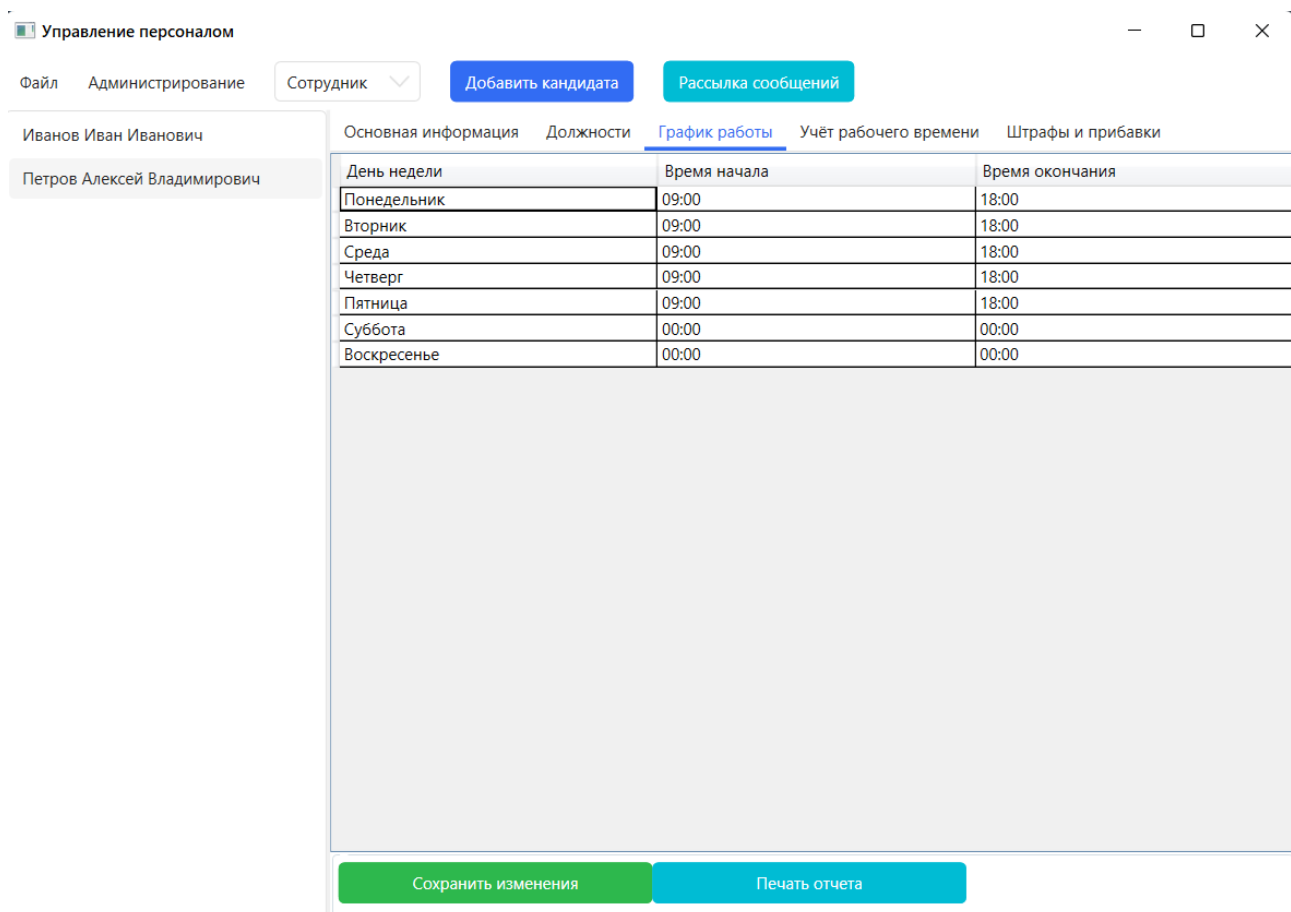 Управление персоналом
Файл Администрирование Сотрудник Добавить кандидата Рассылка сообщений
Иванов Иван Иванович
Петров Алексей Владимирович
Основная информация Должности График работы Учёт рабочего времени Штрафы и прибавки
День недели Время начала Время окончания
Понедельник 09:00 18:00
Вторник 09:00 18:00
Среда 09:00 18:00
Четверг 09:00 18:00
Пятница 09:00 18:00
Суббота 00:00 00:00
Воскресенье 00:00 00:00
Сохранить изменения Печать отчета